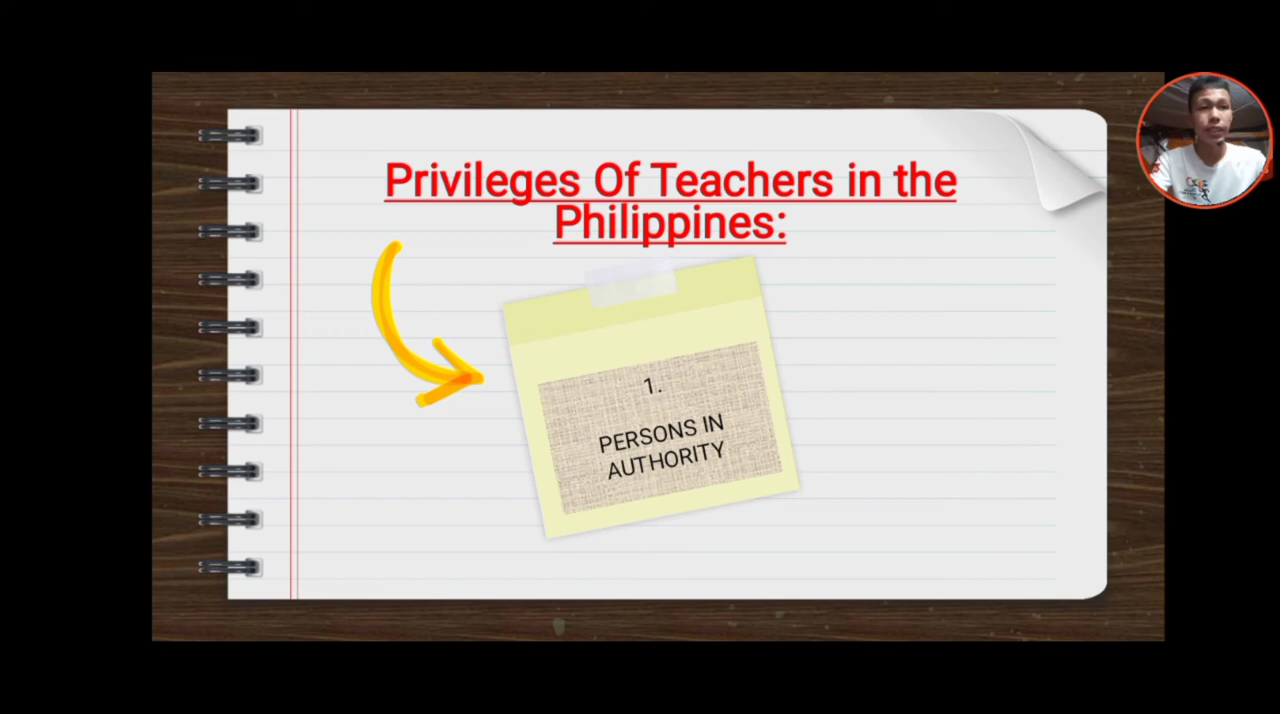 Privileges Of Teachers in the
Philippines:
1.
PERSONS IN
AUTHORITY